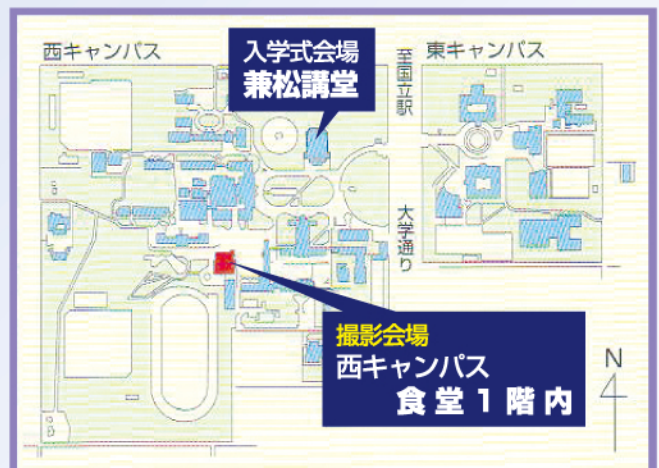 西キャンパス
入学式会場
兼松講堂
至国立駅
東キャンパス
大学通り
撮影会場
西キャンパス
食堂1階内
N